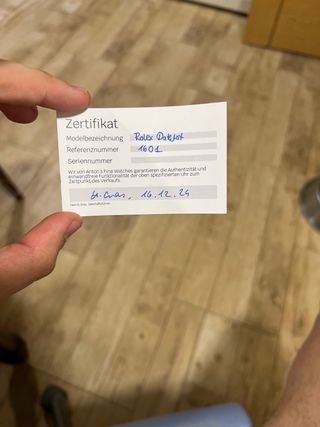 Zertifikat
Modelbezeichnung Rolex Datejust
Referenznummer 1601
Seriennummer
Wir von Anton's Fine Watches garantieren die Authentizität und
einwandfreie Funktionalität der oben spezifizierten Uhr zum
Zeitpunkt des Verkaufs.
16.12.24